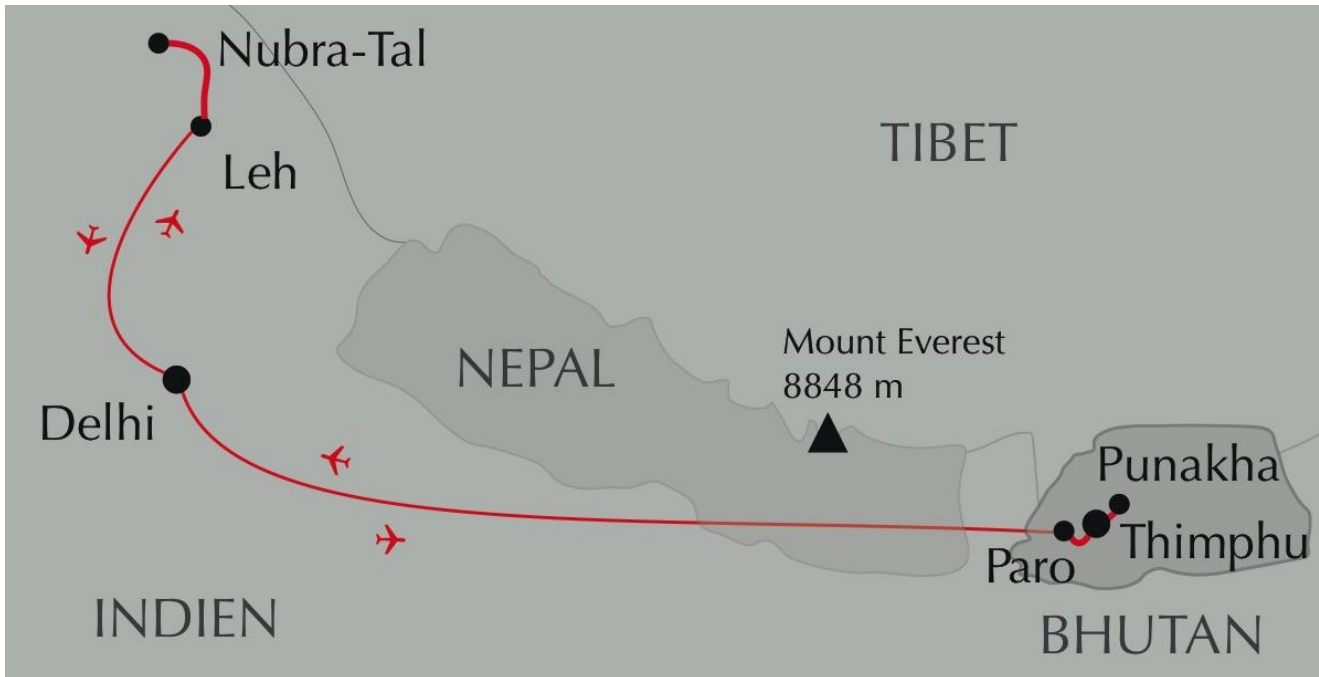 Nubra-Tal
TIBET
Leh
Mount Everest
8848 m
NEPAL
Delhi
Punakha
Thimphu
Paro
INDIEN
BHUTAN